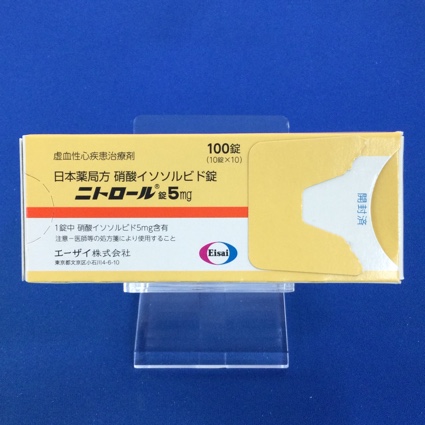 虚血性心疾患治療剤
100錠
(10錠×10)
日本薬局方 硝酸イソソルビド錠
ニトロール®錠5mg
1錠中 硝酸イソソルビド5mg含有
注意-医師等の処方箋により使用すること
エーザイ株式会社
東京都文京区小石川4-6-10
Eisai
開封済